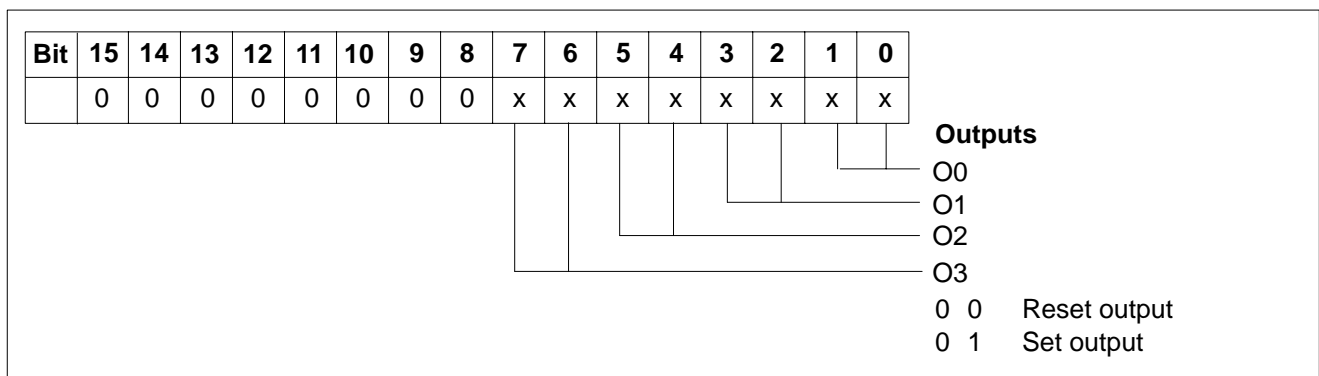 Bit 15 14 13 12 11 10 9 8 7 6 5 4 3 2 1 0
0 0 0 0 0 0 0 0 x x x x x x x x
Outputs
O0
O1
O2
O3
0 0 Reset output
0 1 Set output